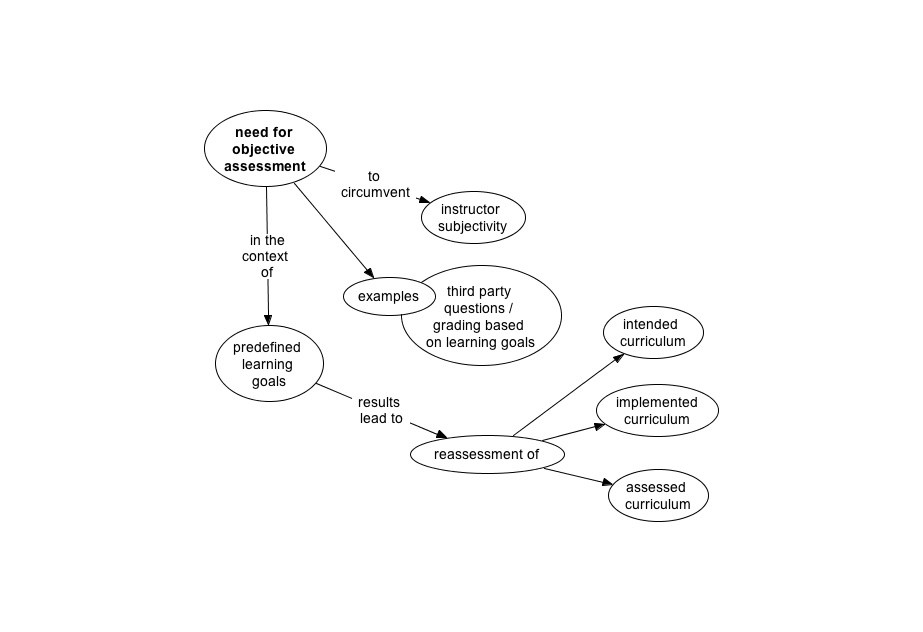 need for
objective
assessment
to
circumvent
instructor
subjectivity
in the
context
of
examples
third party
questions /
grading based
on learning goals
predefined
learning
goals
results
lead to
reassessment of
intended
curriculum
implemented
curriculum
assessed
curriculum